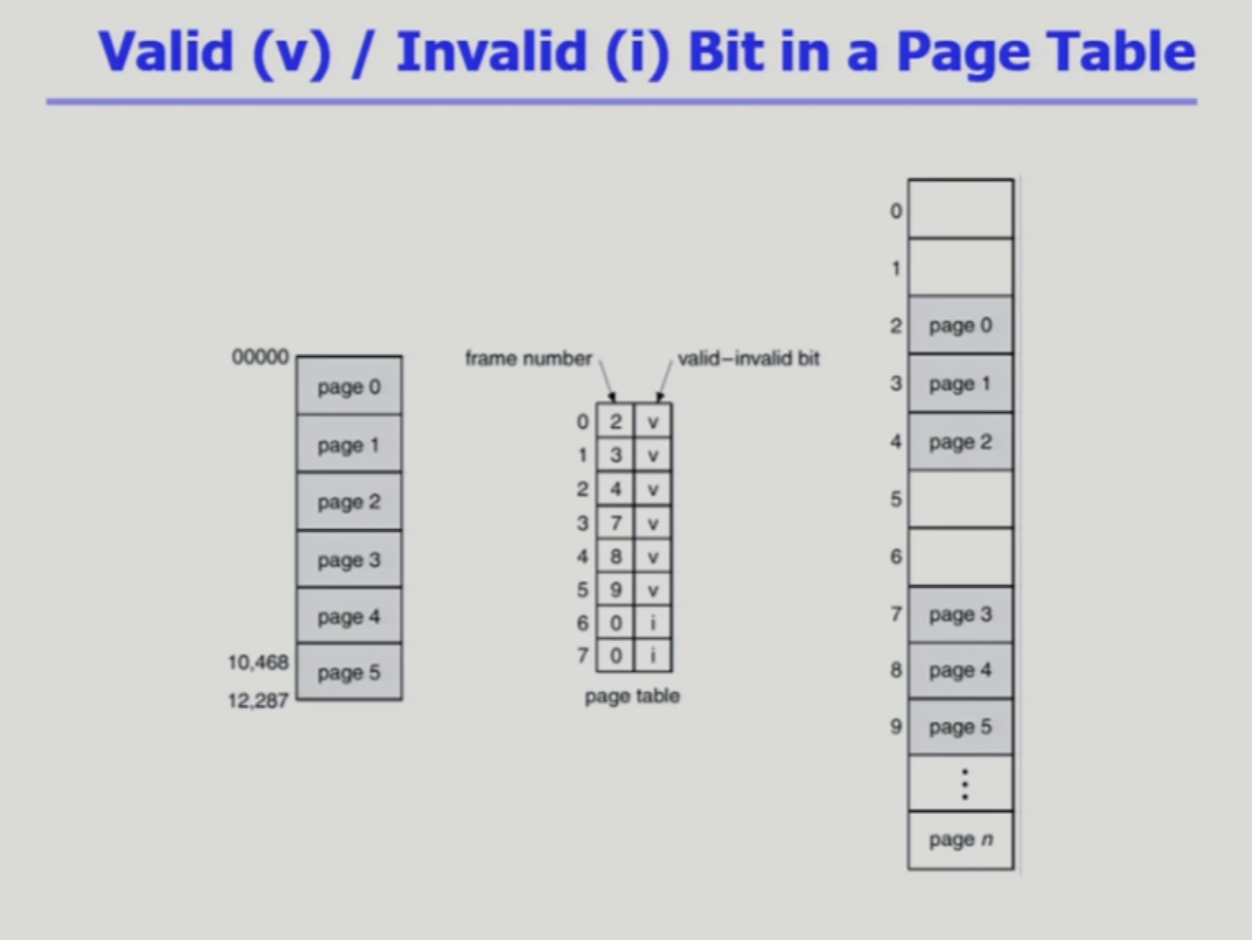 Valid (v) / Invalid (i) Bit in a Page Table
00000
page 0
page 1
page 2
page 3
page 4
10,468
page 5
12,287
frame number
valid–invalid bit
0 2 v
1 3 v
2 4 v
3 7 v
4 8 v
5 9 v
6 0 i
7 0 i
page table
0
1
2 page 0
3 page 1
4 page 2
5
6
7 page 3
8 page 4
9 page 5
page n